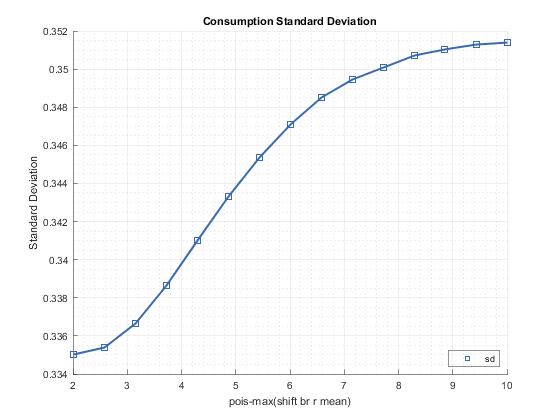 Consumption Standard Deviation
0.352
0.35
0.348
0.346
0.344
0.342
0.34
0.338
0.336
0.334
Standard Deviation
2 3 4 5 6 7 8 9 10
pois-max(shift br r mean)
sd